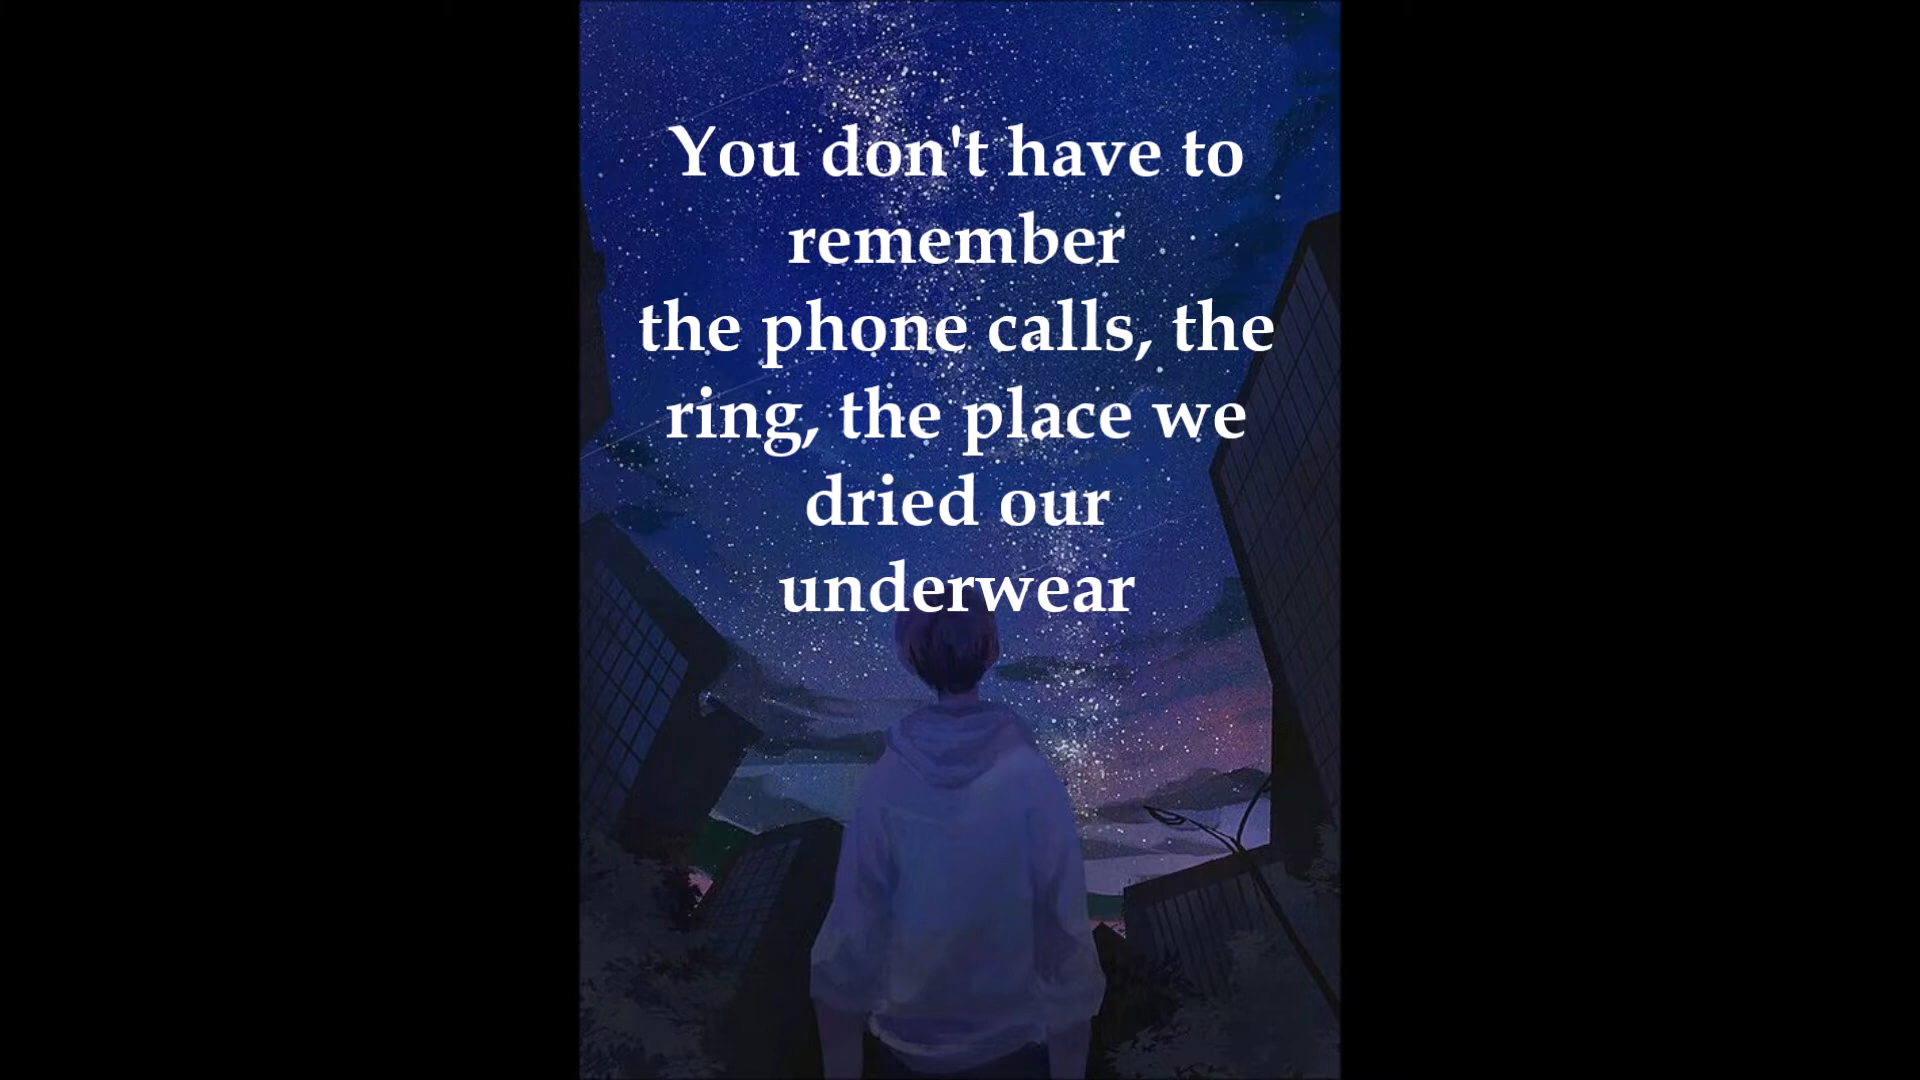 You don't have to
remember
the phone calls, the
ring, the place we
dried our
underwear